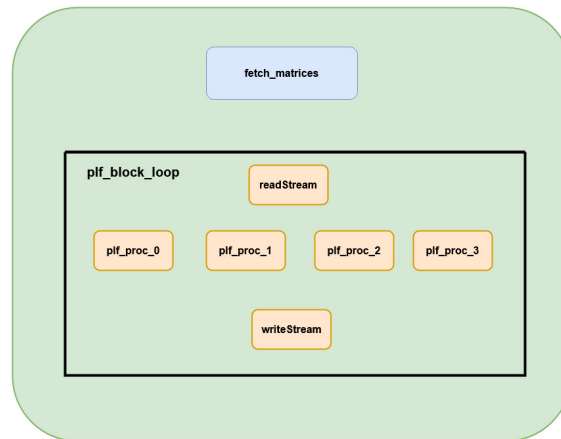 fetch_matrices
plf_block_loop
readStream
plf_proc_0
plf_proc_1
plf_proc_2
plf_proc_3
writeStream